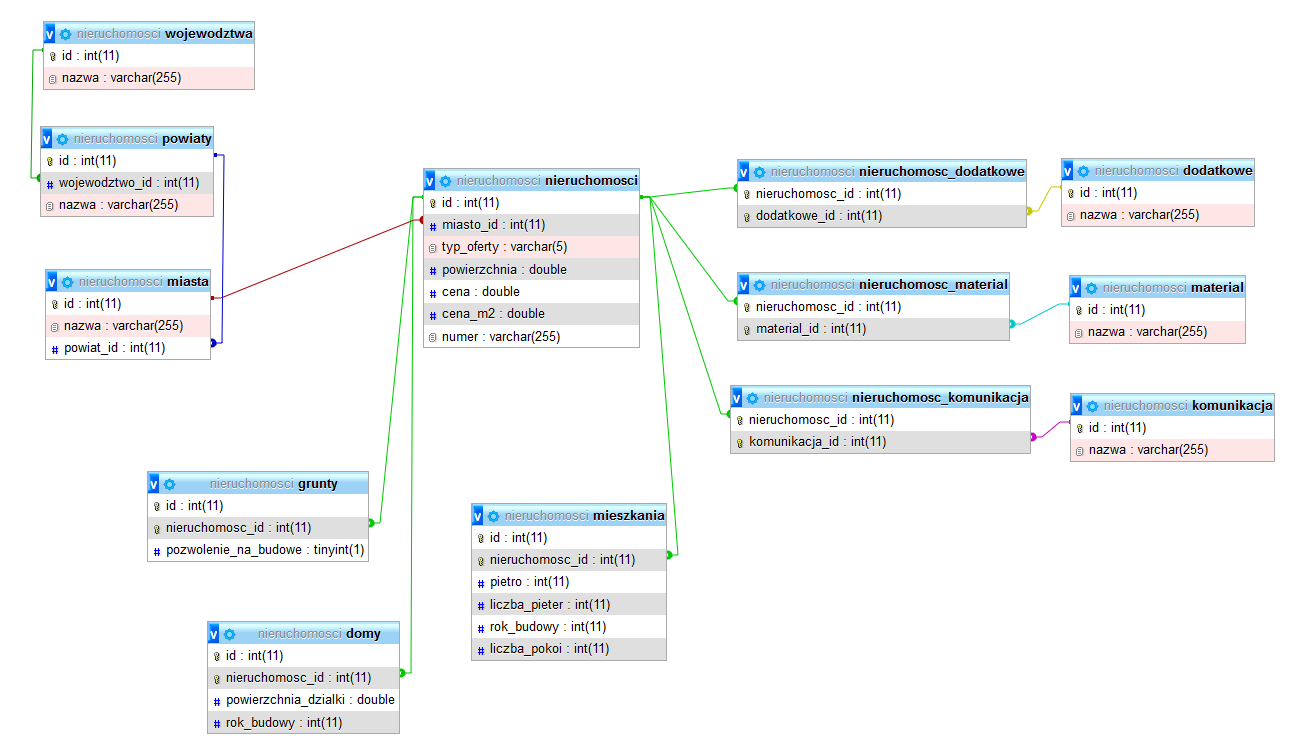 nieruchomosci wojewodztwa
id : int(11)
nazwa : varchar(255)
nieruchomosci powiaty
id : int(11)
wojewodztwo_id : int(11)
nazwa : varchar(255)
nieruchomosci miasta
id : int(11)
nazwa : varchar(255)
powiat_id : int(11)
nieruchomosci nieruchomosci
id : int(11)
miasto_id : int(11)
typ_oferty : varchar(5)
powierzchnia : double
cena : double
cena_m2 : double
numer : varchar(255)
nieruchomosci nieruchomosc_dodatkowe
nieruchomosc_id : int(11)
dodatkowe_id : int(11)
nieruchomosci dodatkowe
id : int(11)
nazwa : varchar(255)
nieruchomosci nieruchomosc_material
nieruchomosc_id : int(11)
material_id : int(11)
nieruchomosci material
id : int(11)
nazwa : varchar(255)
nieruchomosci nieruchomosc_komunikacja
nieruchomosc_id : int(11)
komunikacja_id : int(11)
nieruchomosci komunikacja
id : int(11)
nazwa : varchar(255)
nieruchomosci grunty
id : int(11)
nieruchomosc_id : int(11)
pozwolenie_na_budowe : tinyint(1)
nieruchomosci mieszkania
id : int(11)
nieruchomosc_id : int(11)
pietro : int(11)
liczba_pieter : int(11)
rok_budowy : int(11)
liczba_pokoi : int(11)
nieruchomosci domy
id : int(11)
nieruchomosc_id : int(11)
powierzchnia_dzialki : double
rok_budowy : int(11)